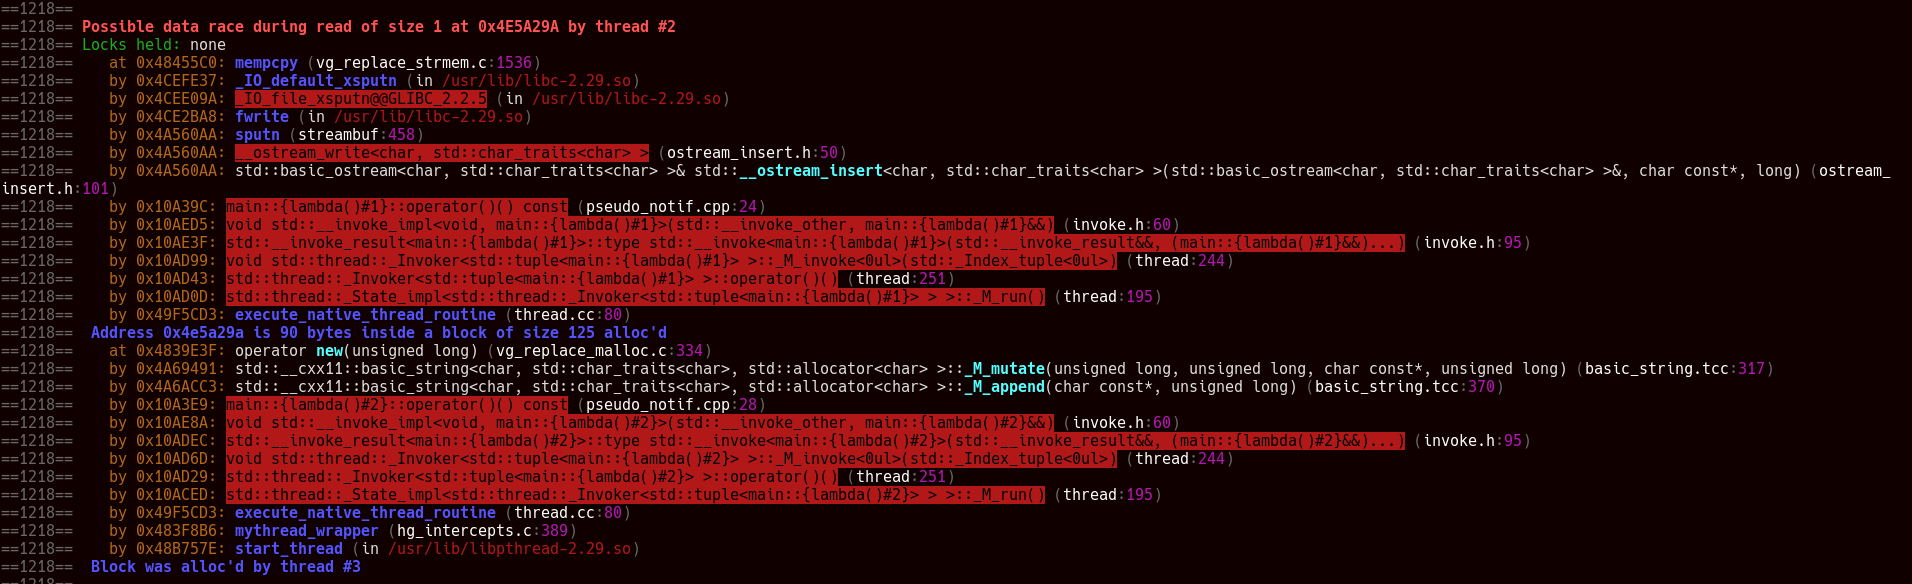 ==1218==
==1218== Possible data race during read of size 1 at 0x4E5A29A by thread #2
==1218== Locks held: none
==1218==    at 0x48455C0: mempcpy (vg_replace_strmem.c:1536)
==1218==    by 0x4CEFE37: _IO_default_xsputn (in /usr/lib/libc-2.29.so)
==1218==    by 0x4CEE09A: _IO_file_xsputn@@GLIBC_2.2.5 (in /usr/lib/libc-2.29.so)
==1218==    by 0x4CE2BA8: fwrite (in /usr/lib/libc-2.29.so)
==1218==    by 0x4A560AA: sputn (streambuf:458)
==1218==    by 0x4A560AA: __ostream_write<char, std::char_traits<char> > (ostream_insert.h:50)
==1218==    by 0x4A560AA: std::basic_ostream<char, std::char_traits<char> >& std::__ostream_insert<char, std::char_traits<char> >(std::basic_ostream<char, std::char_traits<char> >&, char const*, long) (ostream_
insert.h:101)
==1218==    by 0x10A39C: main::{lambda()#1}::operator()() const (pseudo_notif.cpp:24)
==1218==    by 0x10AED5: void std::__invoke_impl<void, main::{lambda()#1}>(std::__invoke_other, main::{lambda()#1}&&) (invoke.h:60)
==1218==    by 0x10AE3F: std::__invoke_result<main::{lambda()#1}>::type std::__invoke<main::{lambda()#1}>(std::__invoke_result&&, (main::{lambda()#1}&&)...) (invoke.h:95)
==1218==    by 0x10AD99: void std::thread::_Invoker<std::tuple<main::{lambda()#1}> >::_M_invoke<0ul>(std::_Index_tuple<0ul>) (thread:244)
==1218==    by 0x10AD43: std::thread::_Invoker<std::tuple<main::{lambda()#1}> >::operator()() (thread:251)
==1218==    by 0x10AD0D: std::thread::_State_impl<std::thread::_Invoker<std::tuple<main::{lambda()#1}> > >::_M_run() (thread:195)
==1218==    by 0x49F5CD3: execute_native_thread_routine (thread.cc:80)
==1218==  Address 0x4e5a29a is 90 bytes inside a block of size 125 alloc'd
==1218==    at 0x4839E3F: operator new(unsigned long) (vg_replace_malloc.c:334)
==1218==    by 0x4A69491: std::__cxx11::basic_string<char, std::char_traits<char>, std::allocator<char> >::_M_mutate(unsigned long, unsigned long, char const*, unsigned long) (basic_string.tcc:317)
==1218==    by 0x4A6ACC3: std::__cxx11::basic_string<char, std::char_traits<char>, std::allocator<char> >::_M_append(char const*, unsigned long) (basic_string.tcc:370)
==1218==    by 0x10A3E9: main::{lambda()#2}::operator()() const (pseudo_notif.cpp:28)
==1218==    by 0x10AE8A: void std::__invoke_impl<void, main::{lambda()#2}>(std::__invoke_other, main::{lambda()#2}&&) (invoke.h:60)
==1218==    by 0x10ADEC: std::__invoke_result<main::{lambda()#2}>::type std::__invoke<main::{lambda()#2}>(std::__invoke_result&&, (main::{lambda()#2}&&)...) (invoke.h:95)
==1218==    by 0x10AD6D: void std::thread::_Invoker<std::tuple<main::{lambda()#2}> >::_M_invoke<0ul>(std::_Index_tuple<0ul>) (thread:244)
==1218==    by 0x10AD29: std::thread::_Invoker<std::tuple<main::{lambda()#2}> >::operator()() (thread:251)
==1218==    by 0x10ACED: std::thread::_State_impl<std::thread::_Invoker<std::tuple<main::{lambda()#2}> > >::_M_run() (thread:195)
==1218==    by 0x49F5CD3: execute_native_thread_routine (thread.cc:80)
==1218==    by 0x483F8B6: mythread_wrapper (hg_intercepts.c:389)
==1218==    by 0x48B757E: start_thread (in /usr/lib/libpthread-2.29.so)
==1218==  Block was alloc'd by thread #3